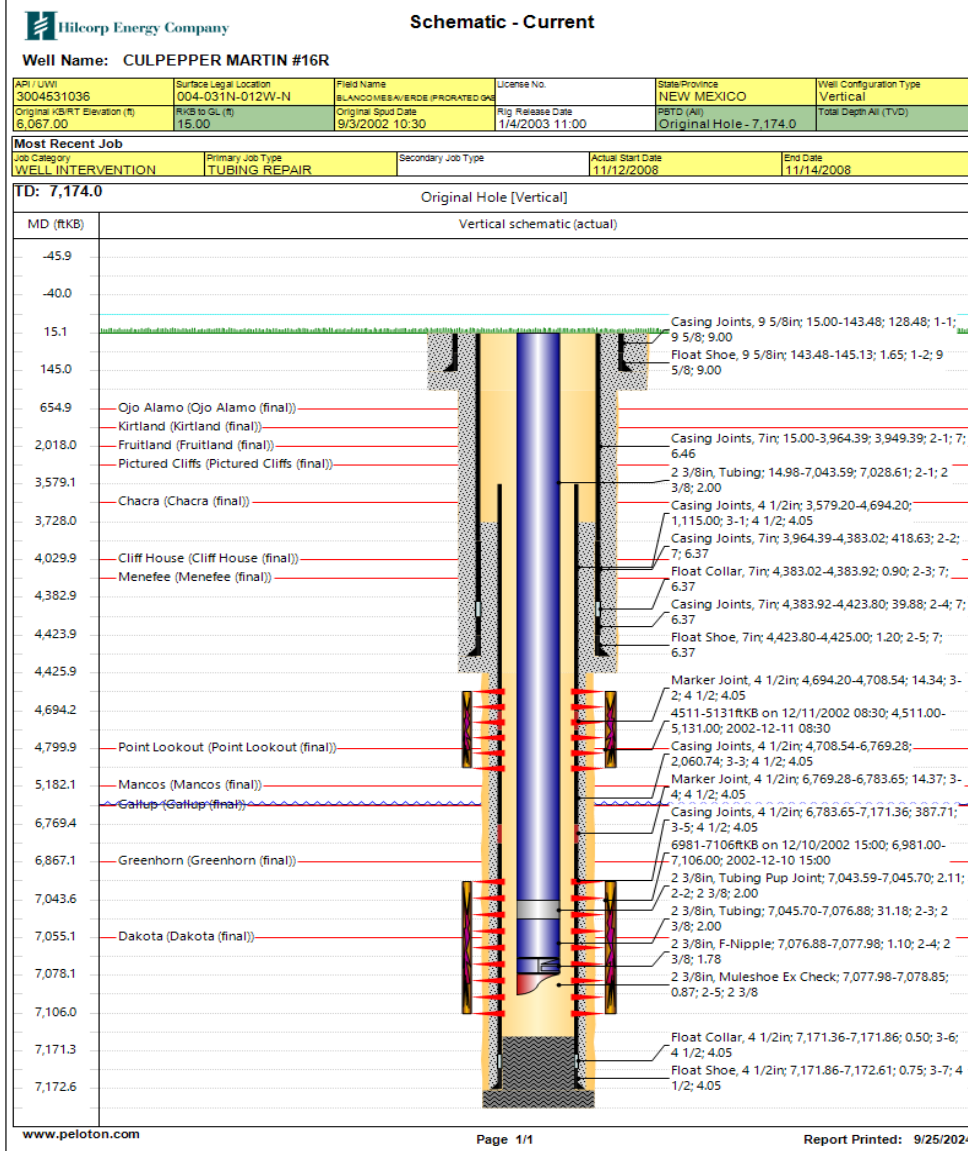 Hilcorp Energy Company
Schematic - Current
Well Name: CULPEPPER MARTIN #16R
API / UWI
3004531036
Surface Legal Location
004-031N-012W-N
Field Name
BLANCO MESAVERDE (PRORATED GAS
License No.
State/Province
NEW MEXICO
Well Configuration Type
Vertical
Original KB/RT Elevation (ft)
6,067.00
RKB to GL (ft)
15.00
Original Spud Date
9/3/2002 10:30
Rig Release Date
1/4/2003 11:00
PBTD (All)
Original Hole - 7,174.0
Total Depth All (TVD)
Most Recent Job
Job Category
WELL INTERVENTION
Primary Job Type
TUBING REPAIR
Secondary Job Type
Actual Start Date
11/12/2008
End Date
11/14/2008
TD: 7,174.0
Original Hole [Vertical]
MD (ftKB)
Vertical schematic (actual)
-45.9
-40.0
15.1
145.0
654.9
2,018.0
3,579.1
3,728.0
4,029.9
4,382.9
4,423.9
4,425.9
4,694.2
4,799.9
5,182.1
6,769.4
6,867.1
7,043.6
7,055.1
7,078.1
7,106.0
7,171.3
7,172.6
Ojo Alamo (Ojo Alamo (final))
Kirtland (Kirtland (final))
Fruitland (Fruitland (final))
Pictured Cliffs (Pictured Cliffs (final))
Chacra (Chacra (final))
Cliff House (Cliff House (final))
Menefee (Menefee (final))
Point Lookout (Point Lookout (final))
Mancos (Mancos (final))
Gallup (Gallup (final))
Greenhorn (Greenhorn (final))
Dakota (Dakota (final))
Casing Joints, 9 5/8in; 15.00-143.48; 128.48; 1-1;
9 5/8; 9.00
Float Shoe, 9 5/8in; 143.48-145.13; 1.65; 1-2; 9
5/8; 9.00
Casing Joints, 7in; 15.00-3,964.39; 3,949.39; 2-1; 7;
6.46
2 3/8in, Tubing; 14.98-7,043.59; 7,028.61; 2-1; 2
3/8; 2.00
Casing Joints, 4 1/2in; 3,579.20-4,694.20;
1,115.00; 3-1; 4 1/2; 4.05
Casing Joints, 7in; 3,964.39-4,383.02; 418.63; 2-2;
7; 6.37
Float Collar, 7in; 4,383.02-4,383.92; 0.90; 2-3; 7;
6.37
Casing Joints, 7in; 4,383.92-4,423.80; 39.88; 2-4; 7;
6.37
Float Shoe, 7in; 4,423.80-4,425.00; 1.20; 2-5; 7;
6.37
Marker Joint, 4 1/2in; 4,694.20-4,708.54; 14.34; 3-
2; 4 1/2; 4.05
4511-5131ftKB on 12/11/2002 08:30; 4,511.00-
5,131.00; 2002-12-11 08:30
Casing Joints, 4 1/2in; 4,708.54-6,769.28;
2,060.74; 3-3; 4 1/2; 4.05
Marker Joint, 4 1/2in; 6,769.28-6,783.65; 14.37; 3-
4; 4 1/2; 4.05
Casing Joints, 4 1/2in; 6,783.65-7,171.36; 387.71;
3-5; 4 1/2; 4.05
6981-7106ftKB on 12/10/2002 15:00; 6,981.00-
7,106.00; 2002-12-10 15:00
2 3/8in, Tubing Pup Joint; 7,043.59-7,045.70; 2.11;
2-2; 2 3/8; 2.00
2 3/8in, Tubing; 7,045.70-7,076.88; 31.18; 2-3; 2
3/8; 2.00
2 3/8in, F-Nipple; 7,076.88-7,077.98; 1.10; 2-4; 2
3/8; 1.78
2 3/8in, Muleshoe Ex Check; 7,077.98-7,078.85;
0.87; 2-5; 2 3/8
Float Collar, 4 1/2in; 7,171.36-7,171.86; 0.50; 3-6;
4 1/2; 4.05
Float Shoe, 4 1/2in; 7,171.86-7,172.61; 0.75; 3-7; 4
1/2; 4.05
www.peloton.com
Page 1/1
Report Printed: 9/25/2024